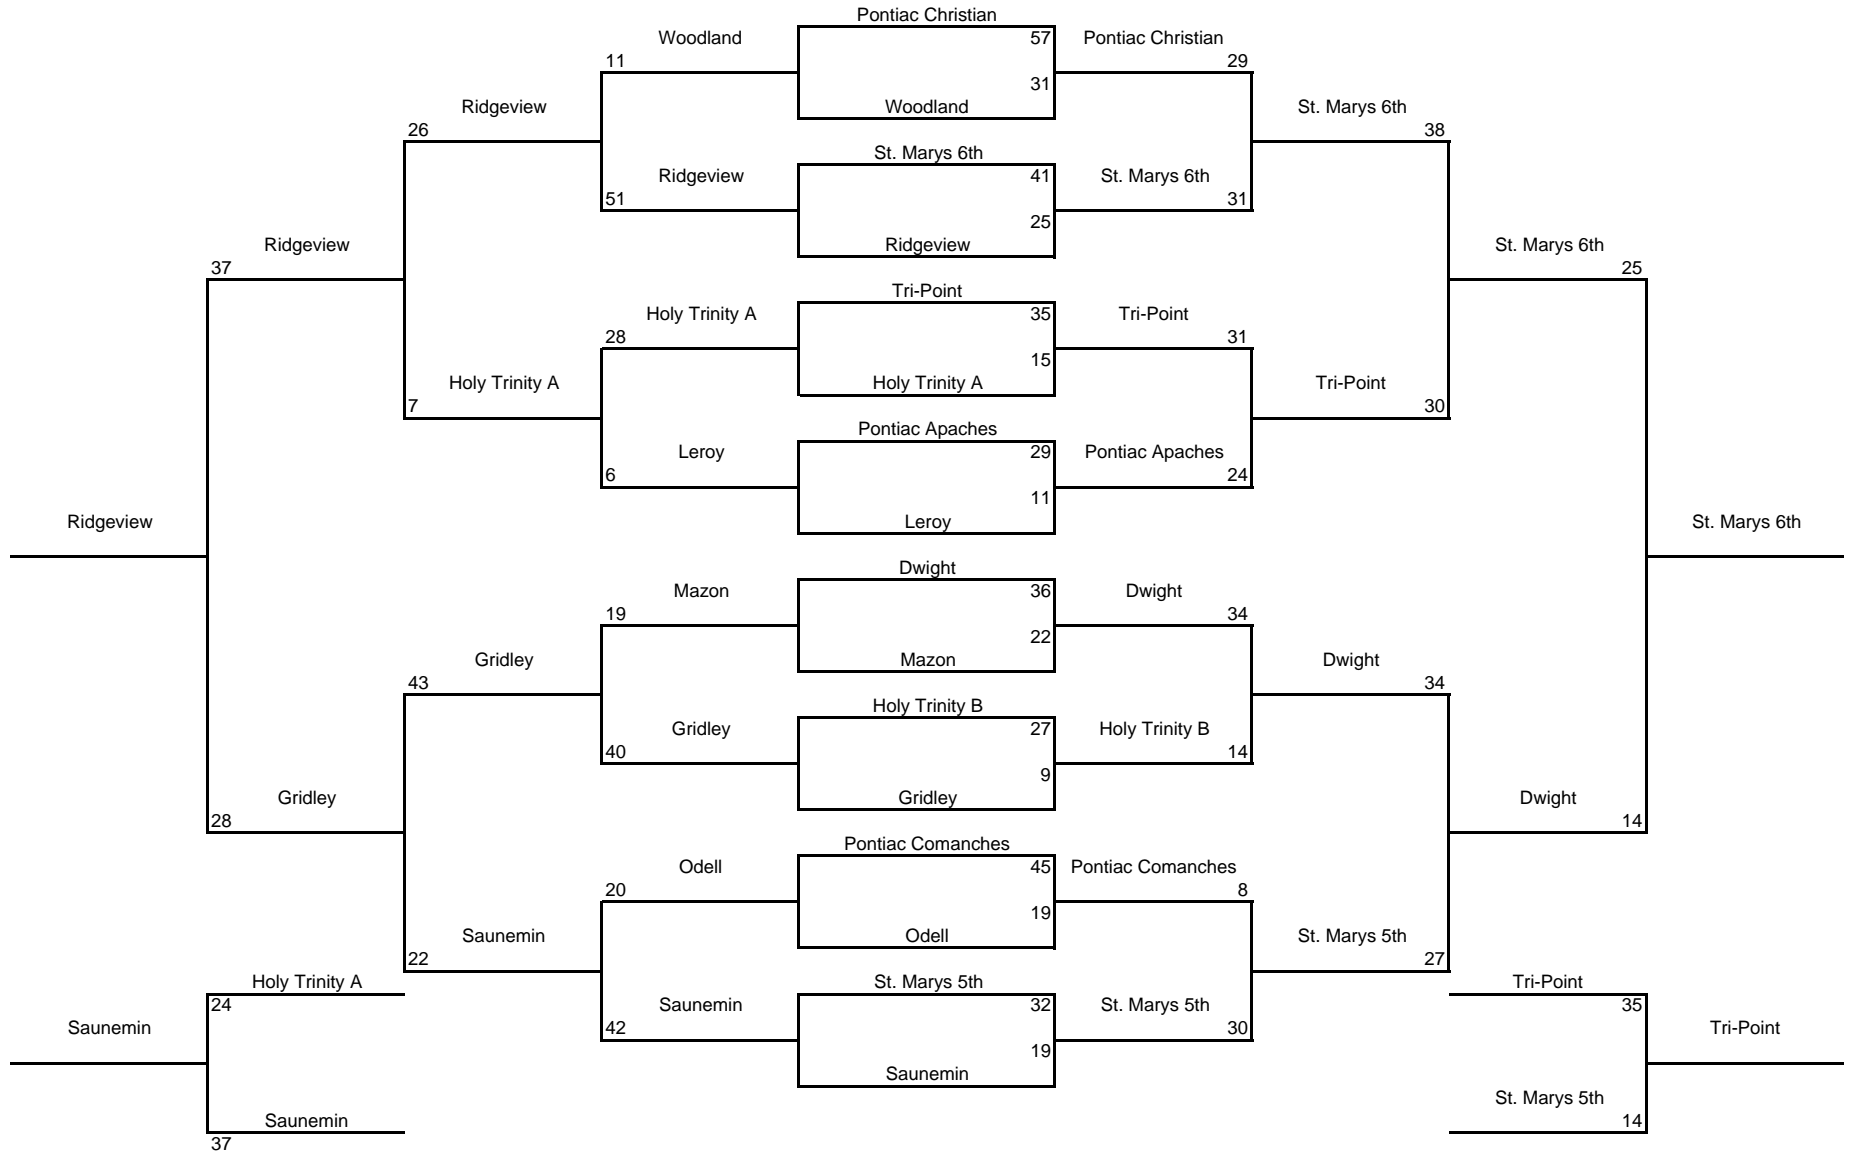 Pontiac Christian
Woodland 57 Pontiac Christian
11 29
31
Ridgeview Woodland St. Marys 6th
26 38
St. Marys 6th
Ridgeview 41 St. Marys 6th
51 31
25
Ridgeview Ridgeview St. Marys 6th
37 25
Tri-Point
Holy Trinity A 35 Tri-Point
28 31
15
Holy Trinity A Holy Trinity A Tri-Point
7 30
Pontiac Apaches
Leroy 29 Pontiac Apaches
6 24
11
Ridgeview Leroy St. Marys 6th
Dwight
Mazon 36 Dwight
19 34
22
Gridley Mazon Dwight
43 34
Holy Trinity B
Gridley 27 Holy Trinity B
40 14
9
Gridley Gridley Dwight
28 14
Pontiac Comanches
Odell 45 Pontiac Comanches
20 8
19
Saunemin Odell St. Marys 5th
22 27
Holy Trinity A St. Marys 5th Tri-Point
24 Saunemin 32 St. Marys 5th 35
Saunemin 42 30 Tri-Point
19
Saunemin St. Marys 5th
Saunemin 14
37